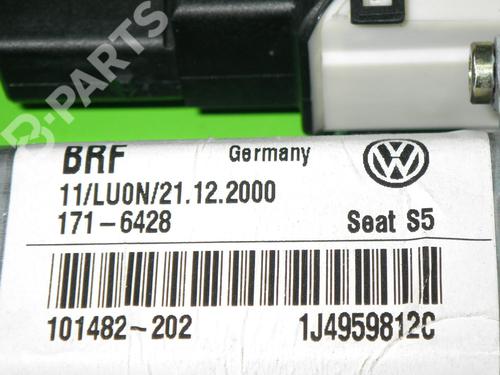 B-PARTS
BRF Germany
11/LU0N/21.12.2000
171-6428 Seat S5
101482-202 1J4959812C